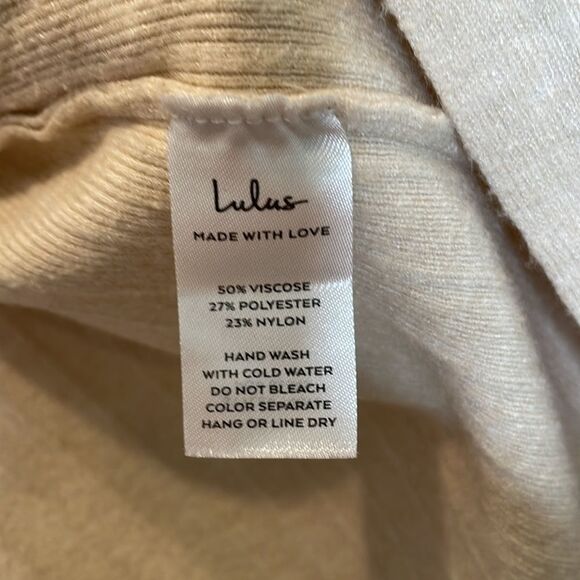 Lulus
MADE WITH LOVE
50% VISCOSE
27% POLYESTER
23% NYLON
HAND WASH
WITH COLD WATER
DO NOT BLEACH
COLOR SEPARATE
HANG OR LINE DRY